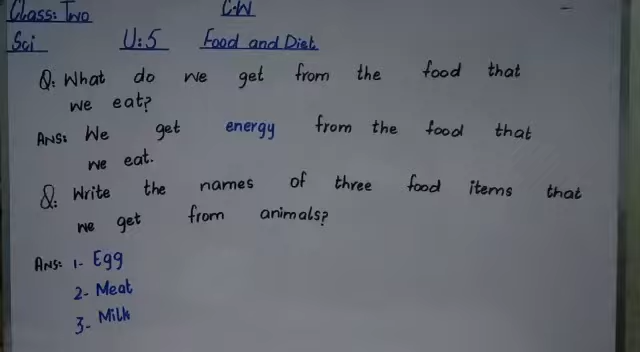 Class: Two C.W
Sci U:5 Food and Diet
Q: What do we get from the food that
we eat?
Ans: We get energy from the food that
we eat.
Q: Write the names of three food items that
we get from animals?
Ans: 1- Egg
2- Meat
3- Milk